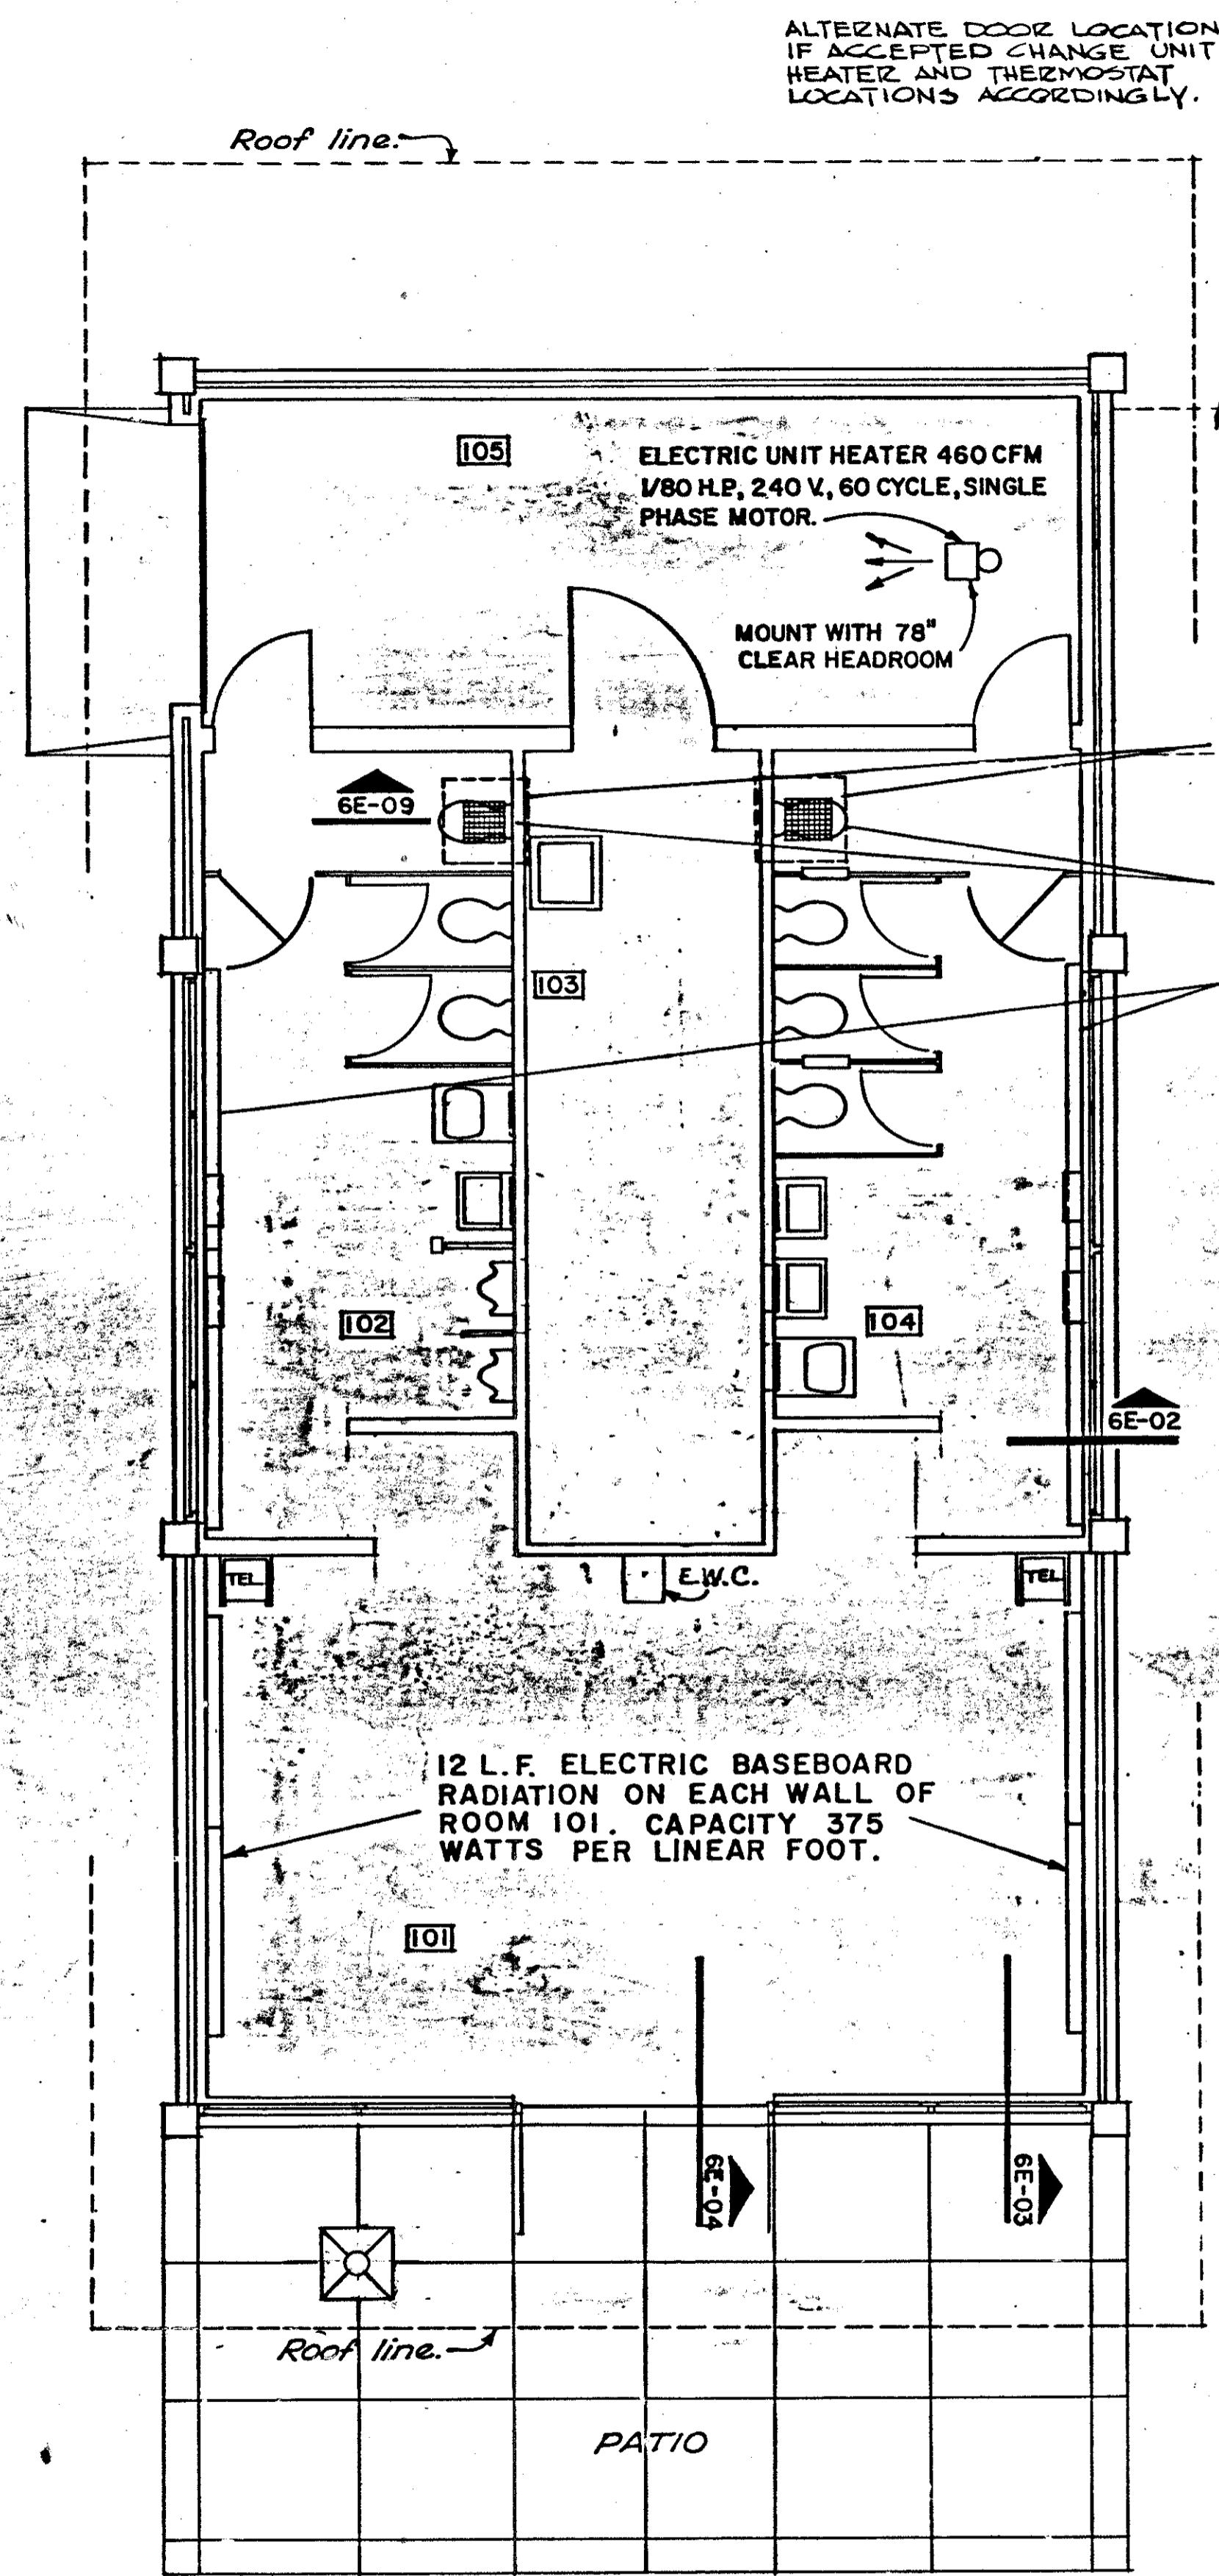 ALTERNATE DOOR LOCATION
IF ACCEPTED CHANGE UNIT
HEATER AND THERMOSTAT
LOCATIONS ACCORDINGLY.
Roof line.
105
ELECTRIC UNIT HEATER 460 CFM
1/80 H.P., 240 V., 60 CYCLE, SINGLE
PHASE MOTOR.
MOUNT WITH 78"
CLEAR HEADROOM
6E-09
103
102
104
6E-02
TEL
E.W.C.
TEL
12 L.F. ELECTRIC BASEBOARD
RADIATION ON EACH WALL OF
ROOM 101. CAPACITY 375
WATTS PER LINEAR FOOT.
101
6E-04
6E-03
Roof line.
PATIO